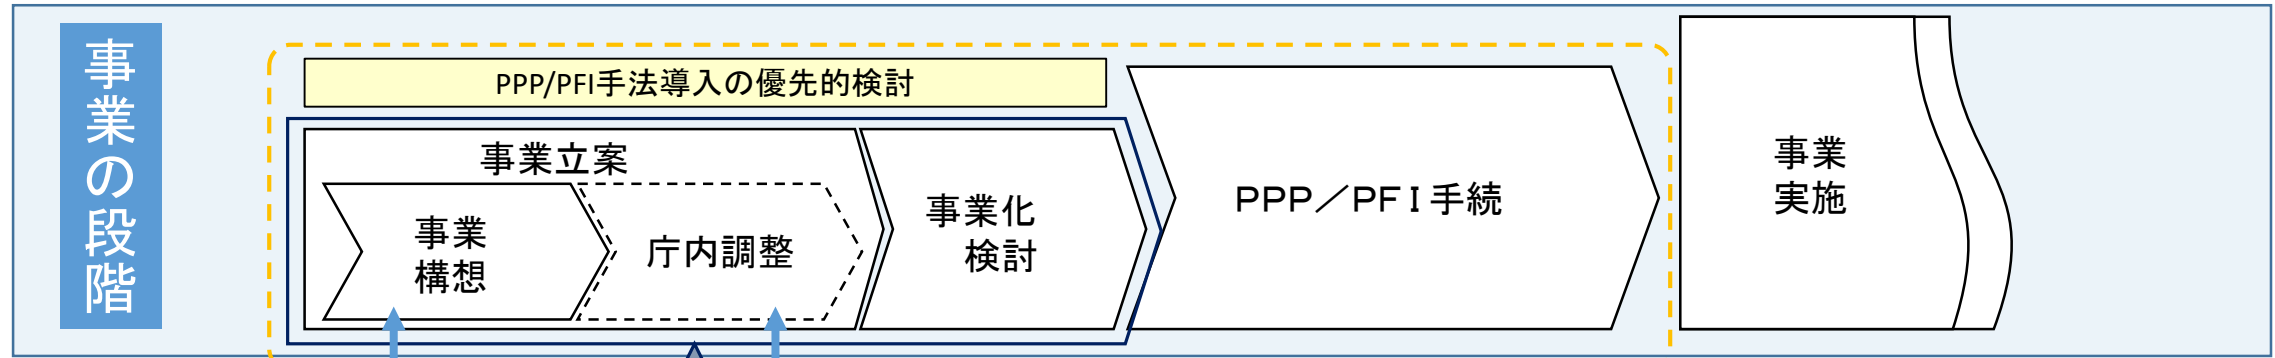 事業の段階
PPP/PFI手法導入の優先的検討
事業立案
事業
構想
庁内調整
事業化
検討
PPP／PFI手続
事業
実施